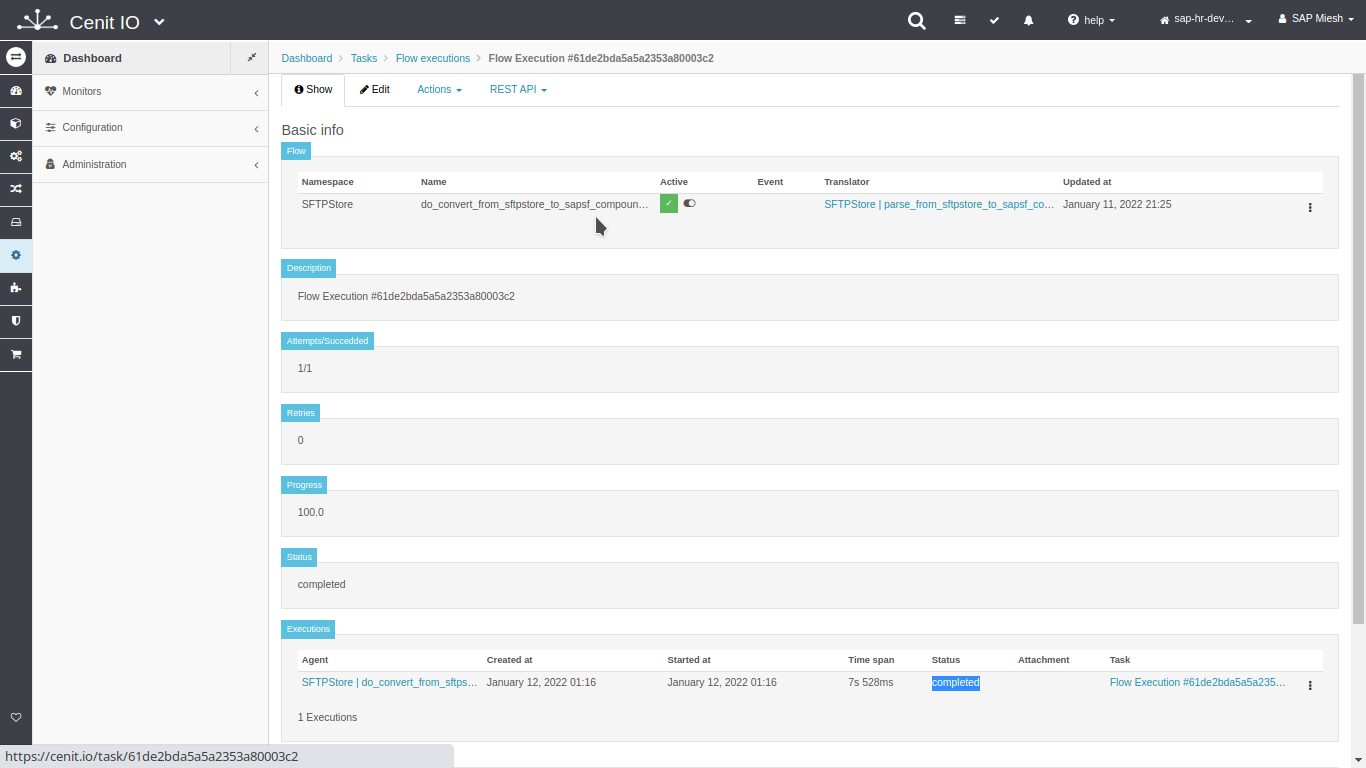 Cenit IO
help
sap-hr-dev...
SAP Miesh
Dashboard
Monitors
Configuration
Administration
Dashboard Tasks Flow executions Flow Execution #61de2bda5a5a2353a80003c2
Show Edit Actions REST API
Basic info
Flow
Namespace Name Active Event Translator Updated at
SFTPStore do_convert_from_sftpstore_to_sapsf_compoun... SFTPStore | parse_from_sftpstore_to_sapsf_co... January 11, 2022 21:25
Description
Flow Execution #61de2bda5a5a2353a80003c2
Attempts/Succedded
1/1
Retries
0
Progress
100.0
Status
completed
Executions
Agent Created at Started at Time span Status Attachment Task
SFTPStore | do_convert_from_sftps... January 12, 2022 01:16 January 12, 2022 01:16 7s 528ms completed Flow Execution #61de2bda5a5a235...
1 Executions
https://cenit.io/task/61de2bda5a5a2353a80003c2